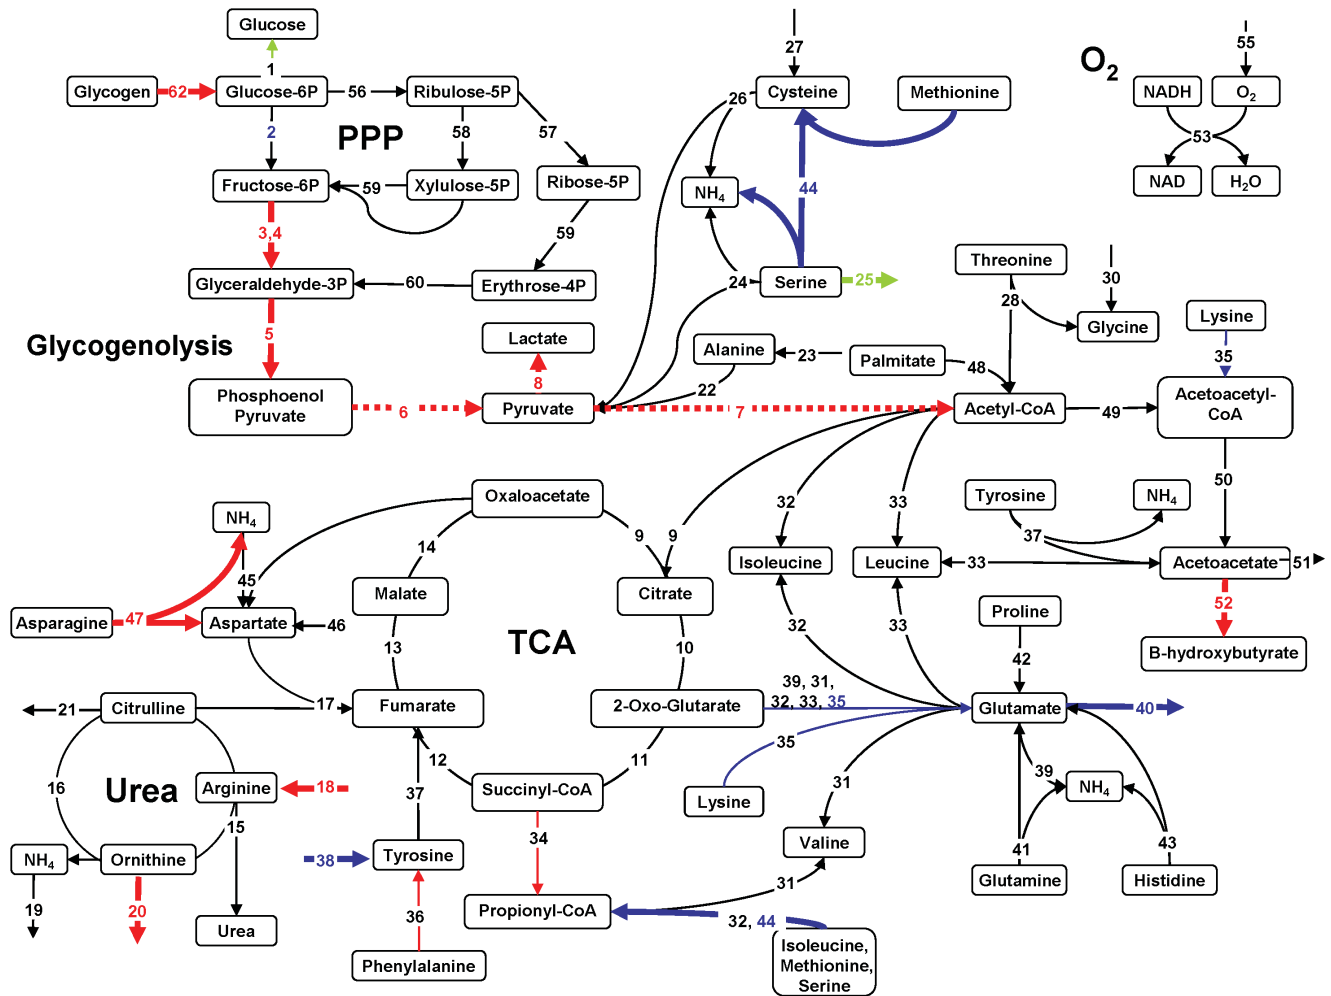 Glucose
1
27
55
O2
Glycogen
62
Glucose-6P
56
Ribulose-5P
26
Cysteine
Methionine
NADH
O2
2
PPP
58
57
53
Fructose-6P
59
Xylulose-5P
Ribose-5P
NH4
44
NAD
H2O
3,4
59
Threonine
Glyceraldehyde-3P
60
Erythrose-4P
24
Serine
25
28
30
5
Glycine
Lysine
Glycogenolysis
Lactate
Alanine
23
Palmitate
48
35
8
22
Phosphoenol
Pyruvate
6
Pyruvate
7
Acetyl-CoA
49
Acetoacetyl-
CoA
Oxaloacetate
32
33
Tyrosine
NH4
50
NH4
14
9
9
37
45
Isoleucine
Leucine
33
Acetoacetate
51
Malate
Citrate
52
Asparagine
47
Aspartate
46
TCA
32
33
Proline
13
10
42
B-hydroxybutyrate
39, 31,
32, 33, 35
21
Citrulline
17
Fumarate
2-Oxo-Glutarate
Glutamate
40
35
12
11
16
Urea
Arginine
18
37
Succinyl-CoA
Lysine
31
39
NH4
15
34
Valine
41
43
NH4
Ornithine
38
Tyrosine
31
Glutamine
Histidine
19
20
36
Propionyl-CoA
32, 44
Urea
Phenylalanine
Isoleucine,
Methionine,
Serine